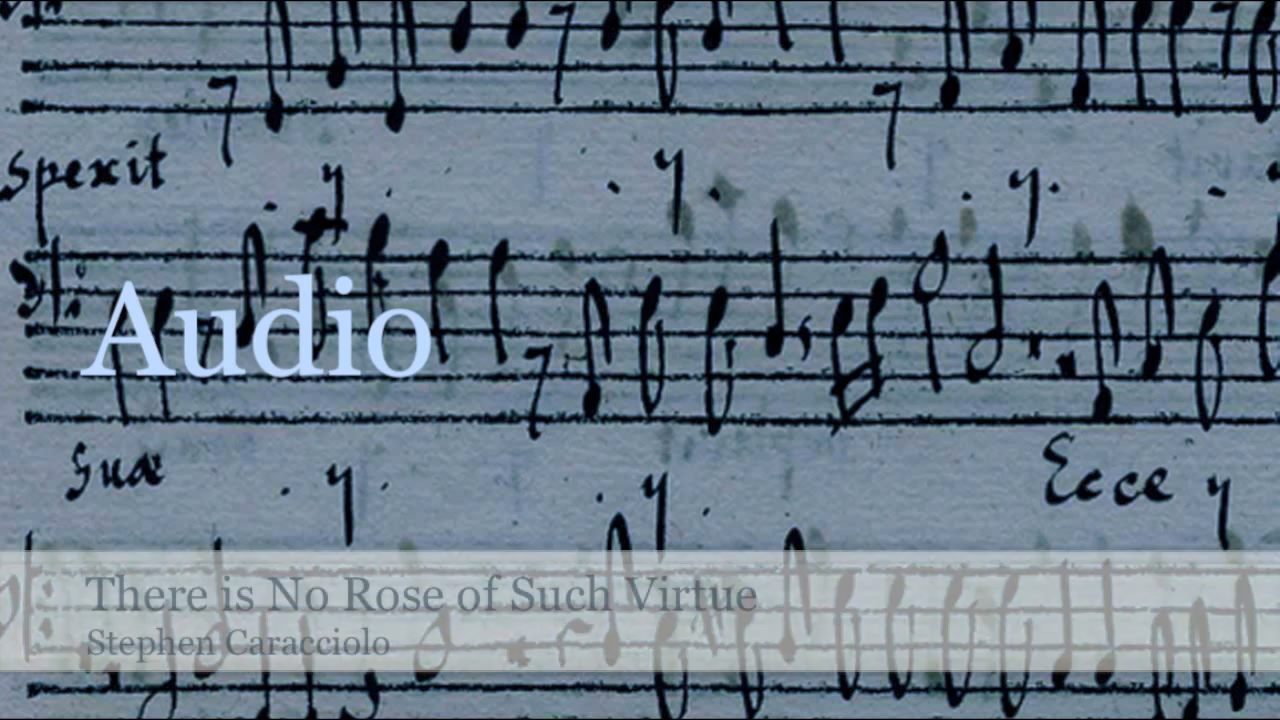 spexit
Audio
Suæ
Ecce
There is No Rose of Such Virtue
Stephen Caracciolo